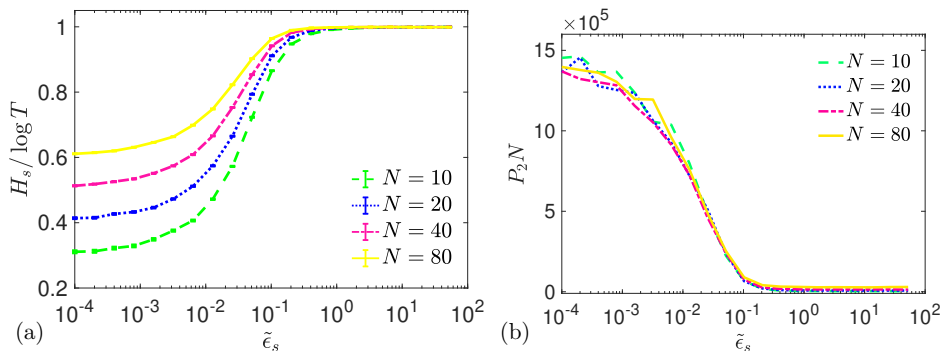 1
0.8
0.6
0.4
0.2
H_s / log T
N = 10
N = 20
N = 40
N = 80
10^-4 10^-3 10^-2 10^-1 10^0 10^1 10^2
ε̃_s
(a)
×10^5
15
10
5
0
P_2N
N = 10
N = 20
N = 40
N = 80
10^-4 10^-3 10^-2 10^-1 10^0 10^1 10^2
ε̃_s
(b)